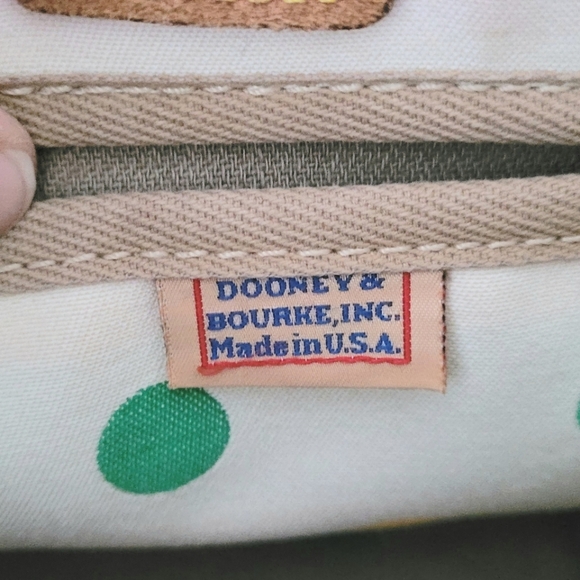 DOONEY &
BOURKE, INC.
Made in U.S.A.